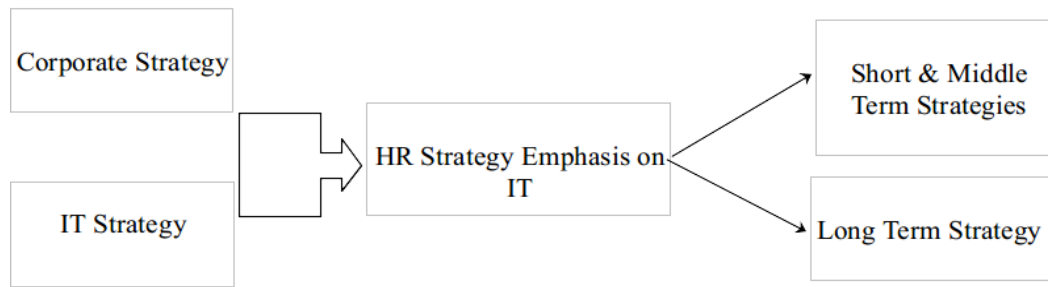 Corporate Strategy
IT Strategy
HR Strategy Emphasis on
IT
Short & Middle
Term Strategies
Long Term Strategy